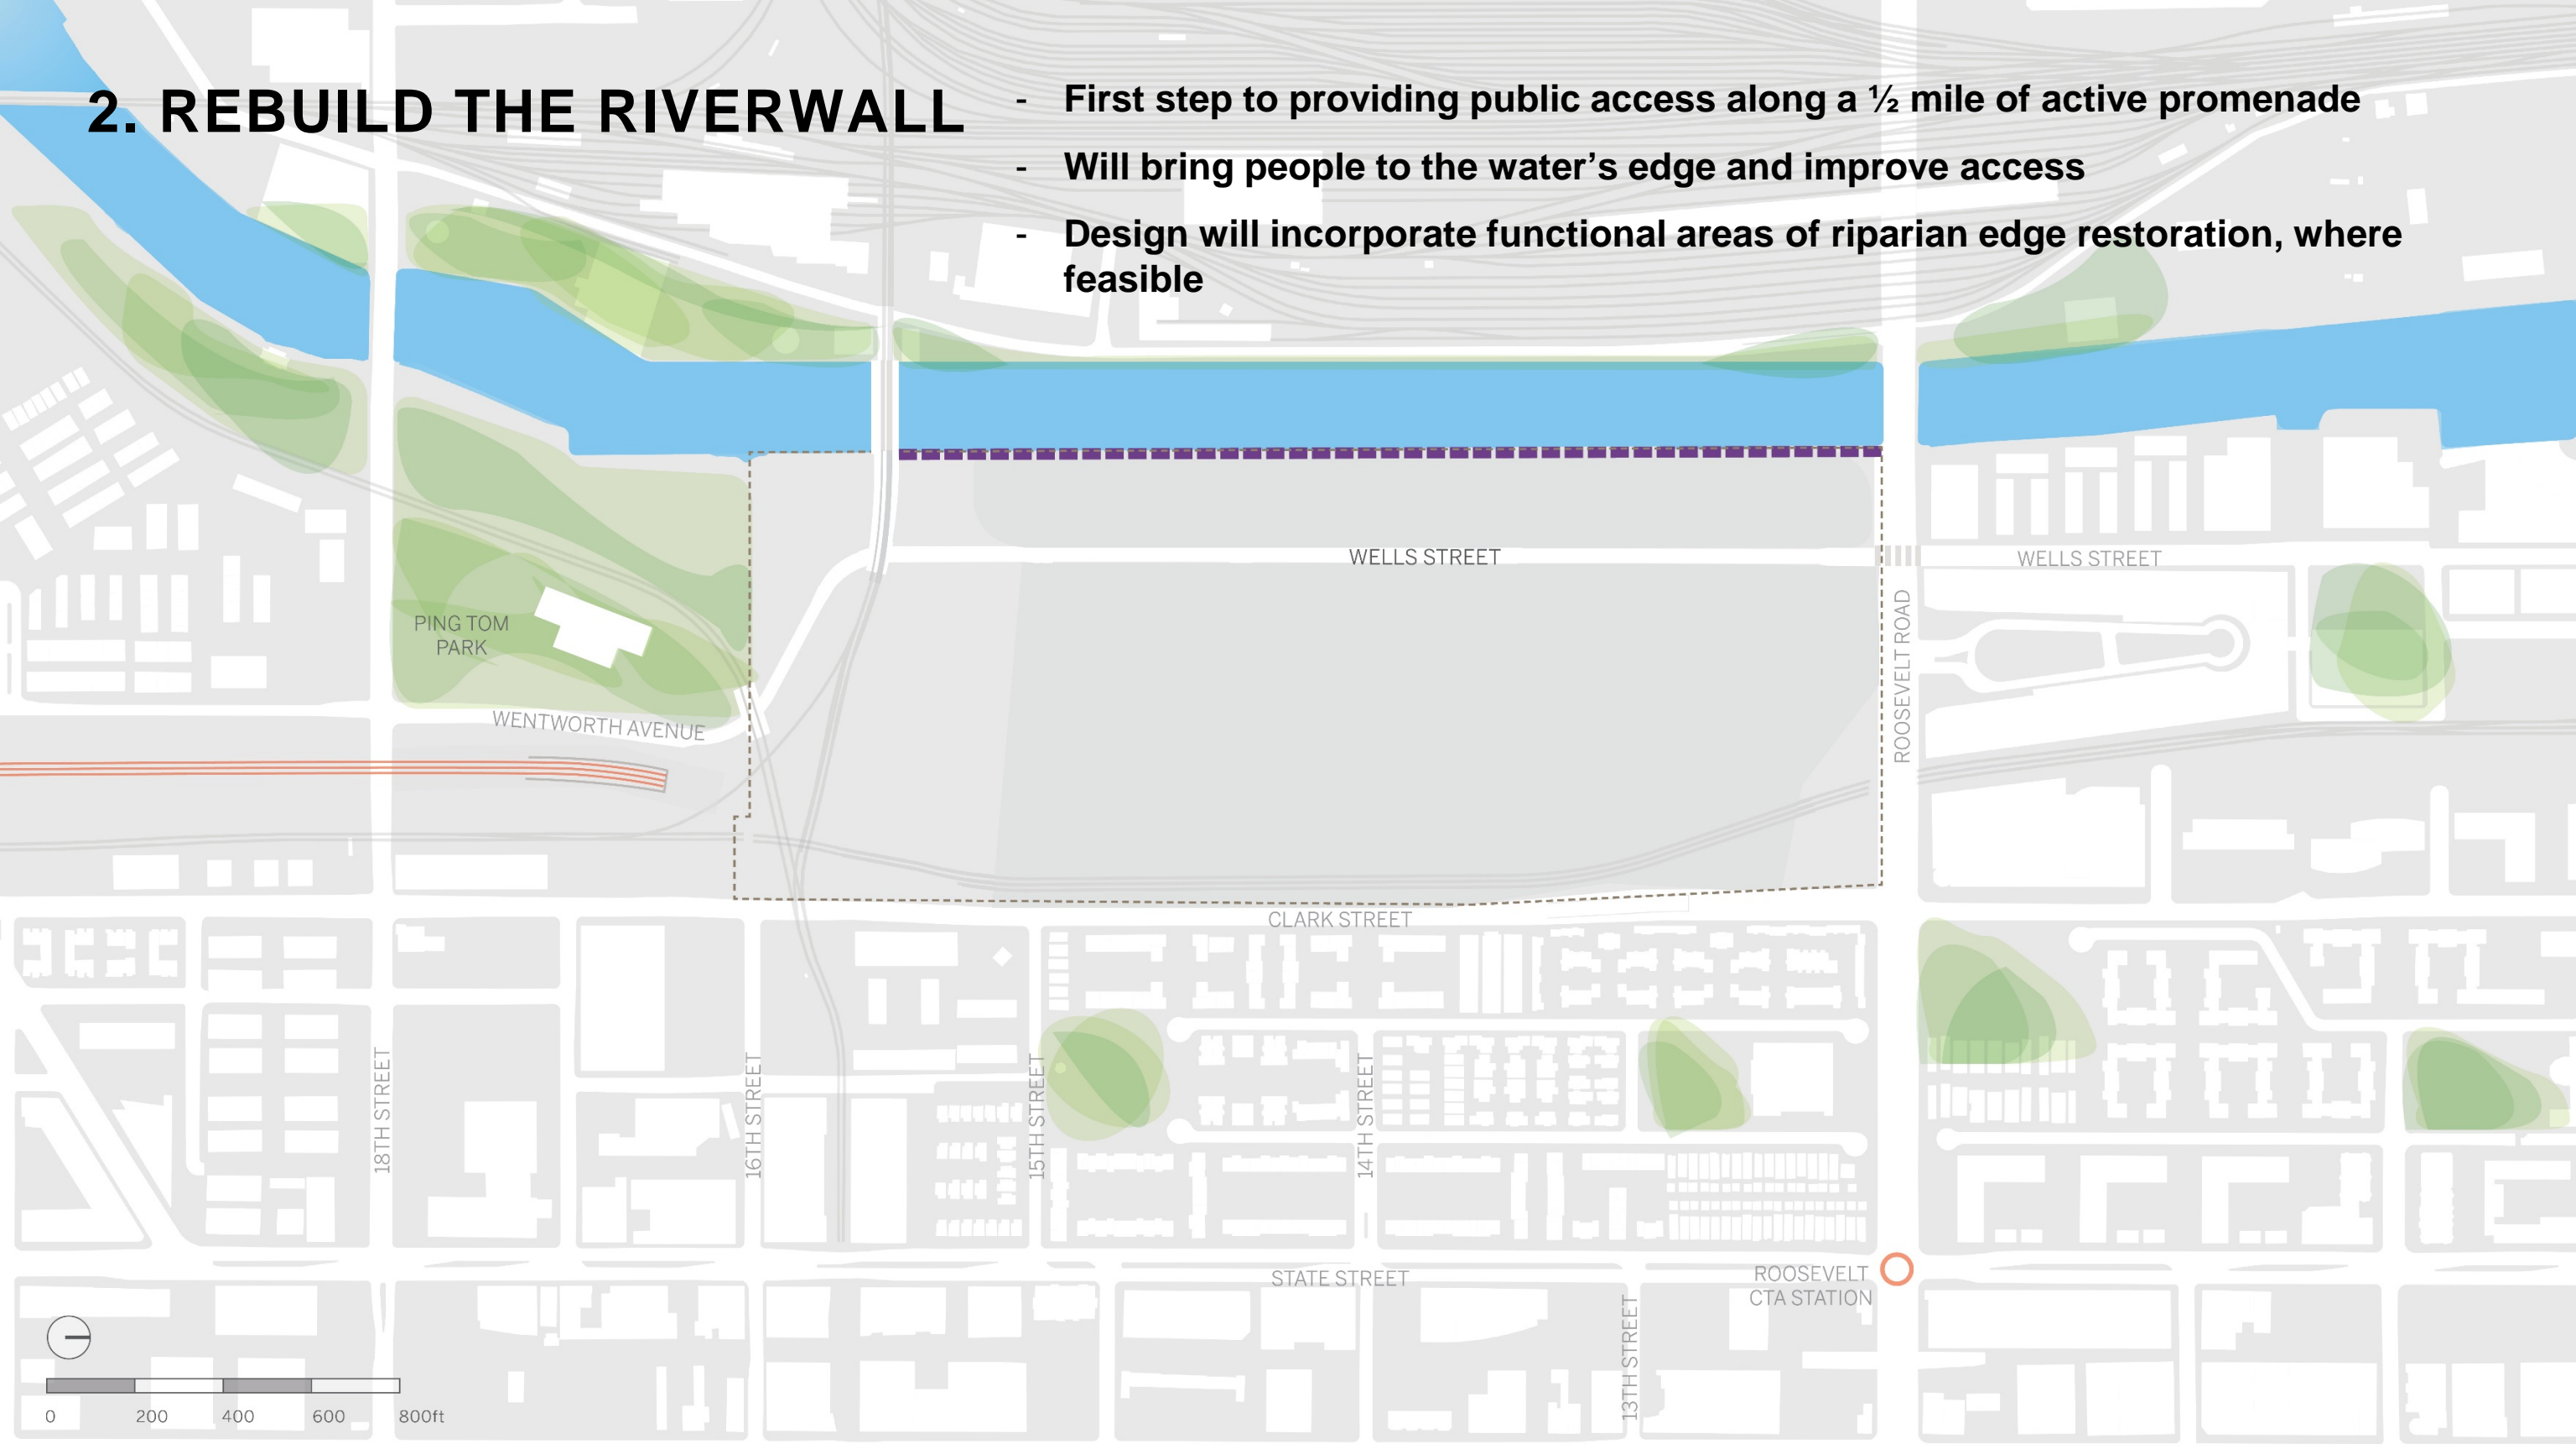 2. REBUILD THE RIVERWALL
- First step to providing public access along a ½ mile of active promenade
- Will bring people to the water’s edge and improve access
- Design will incorporate functional areas of riparian edge restoration, where
feasible
WELLS STREET
WELLS STREET
ROOSEVELT ROAD
PING TOM
PARK
WENTWORTH AVENUE
CLARK STREET
18TH STREET
16TH STREET
15TH STREET
14TH STREET
STATE STREET
ROOSEVELT
CTA STATION
13TH STREET
0 200 400 600 800ft